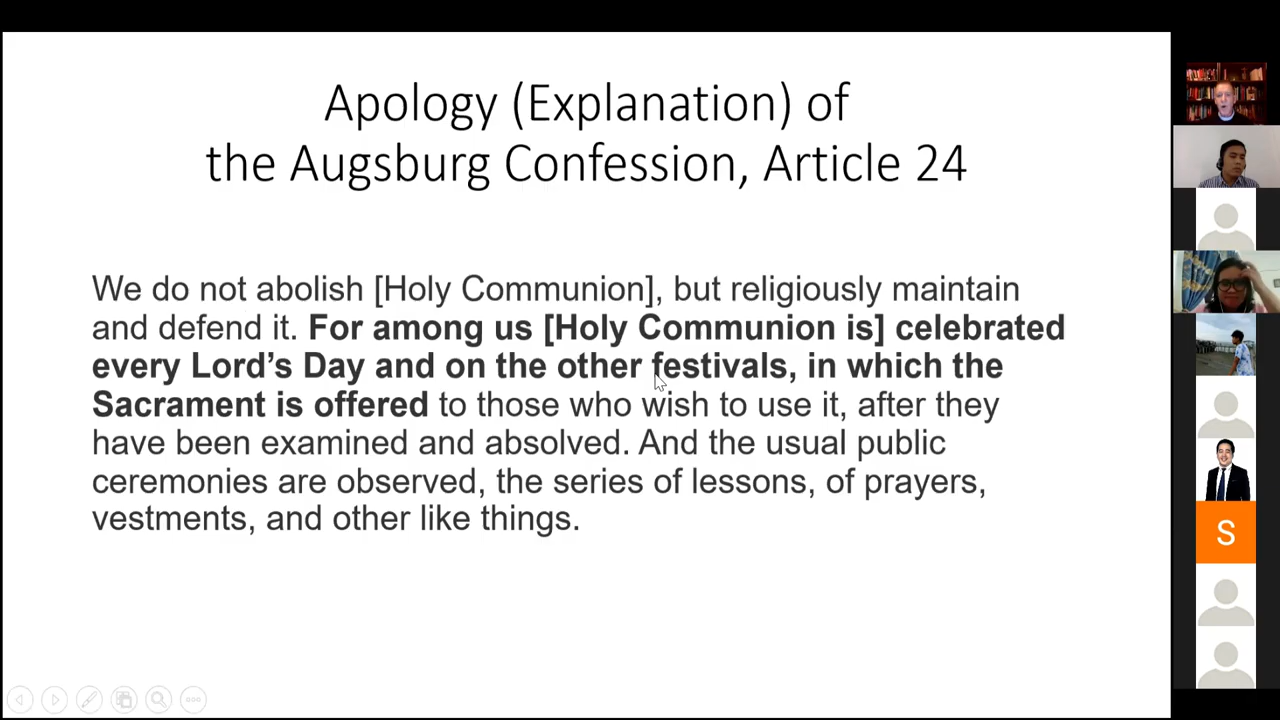 Apology (Explanation) of
the Augsburg Confession, Article 24
We do not abolish [Holy Communion], but religiously maintain
and defend it. For among us [Holy Communion is] celebrated
every Lord’s Day and on the other festivals, in which the
Sacrament is offered to those who wish to use it, after they
have been examined and absolved. And the usual public
ceremonies are observed, the series of lessons, of prayers,
vestments, and other like things.
S